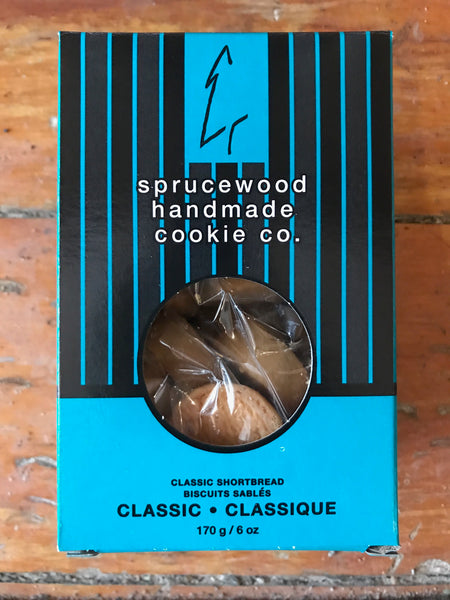 sprucewood
handmade
cookie co.
CLASSIC SHORTBREAD
BISCUITS SABLÉS
CLASSIC • CLASSIQUE
170 g / 6 oz